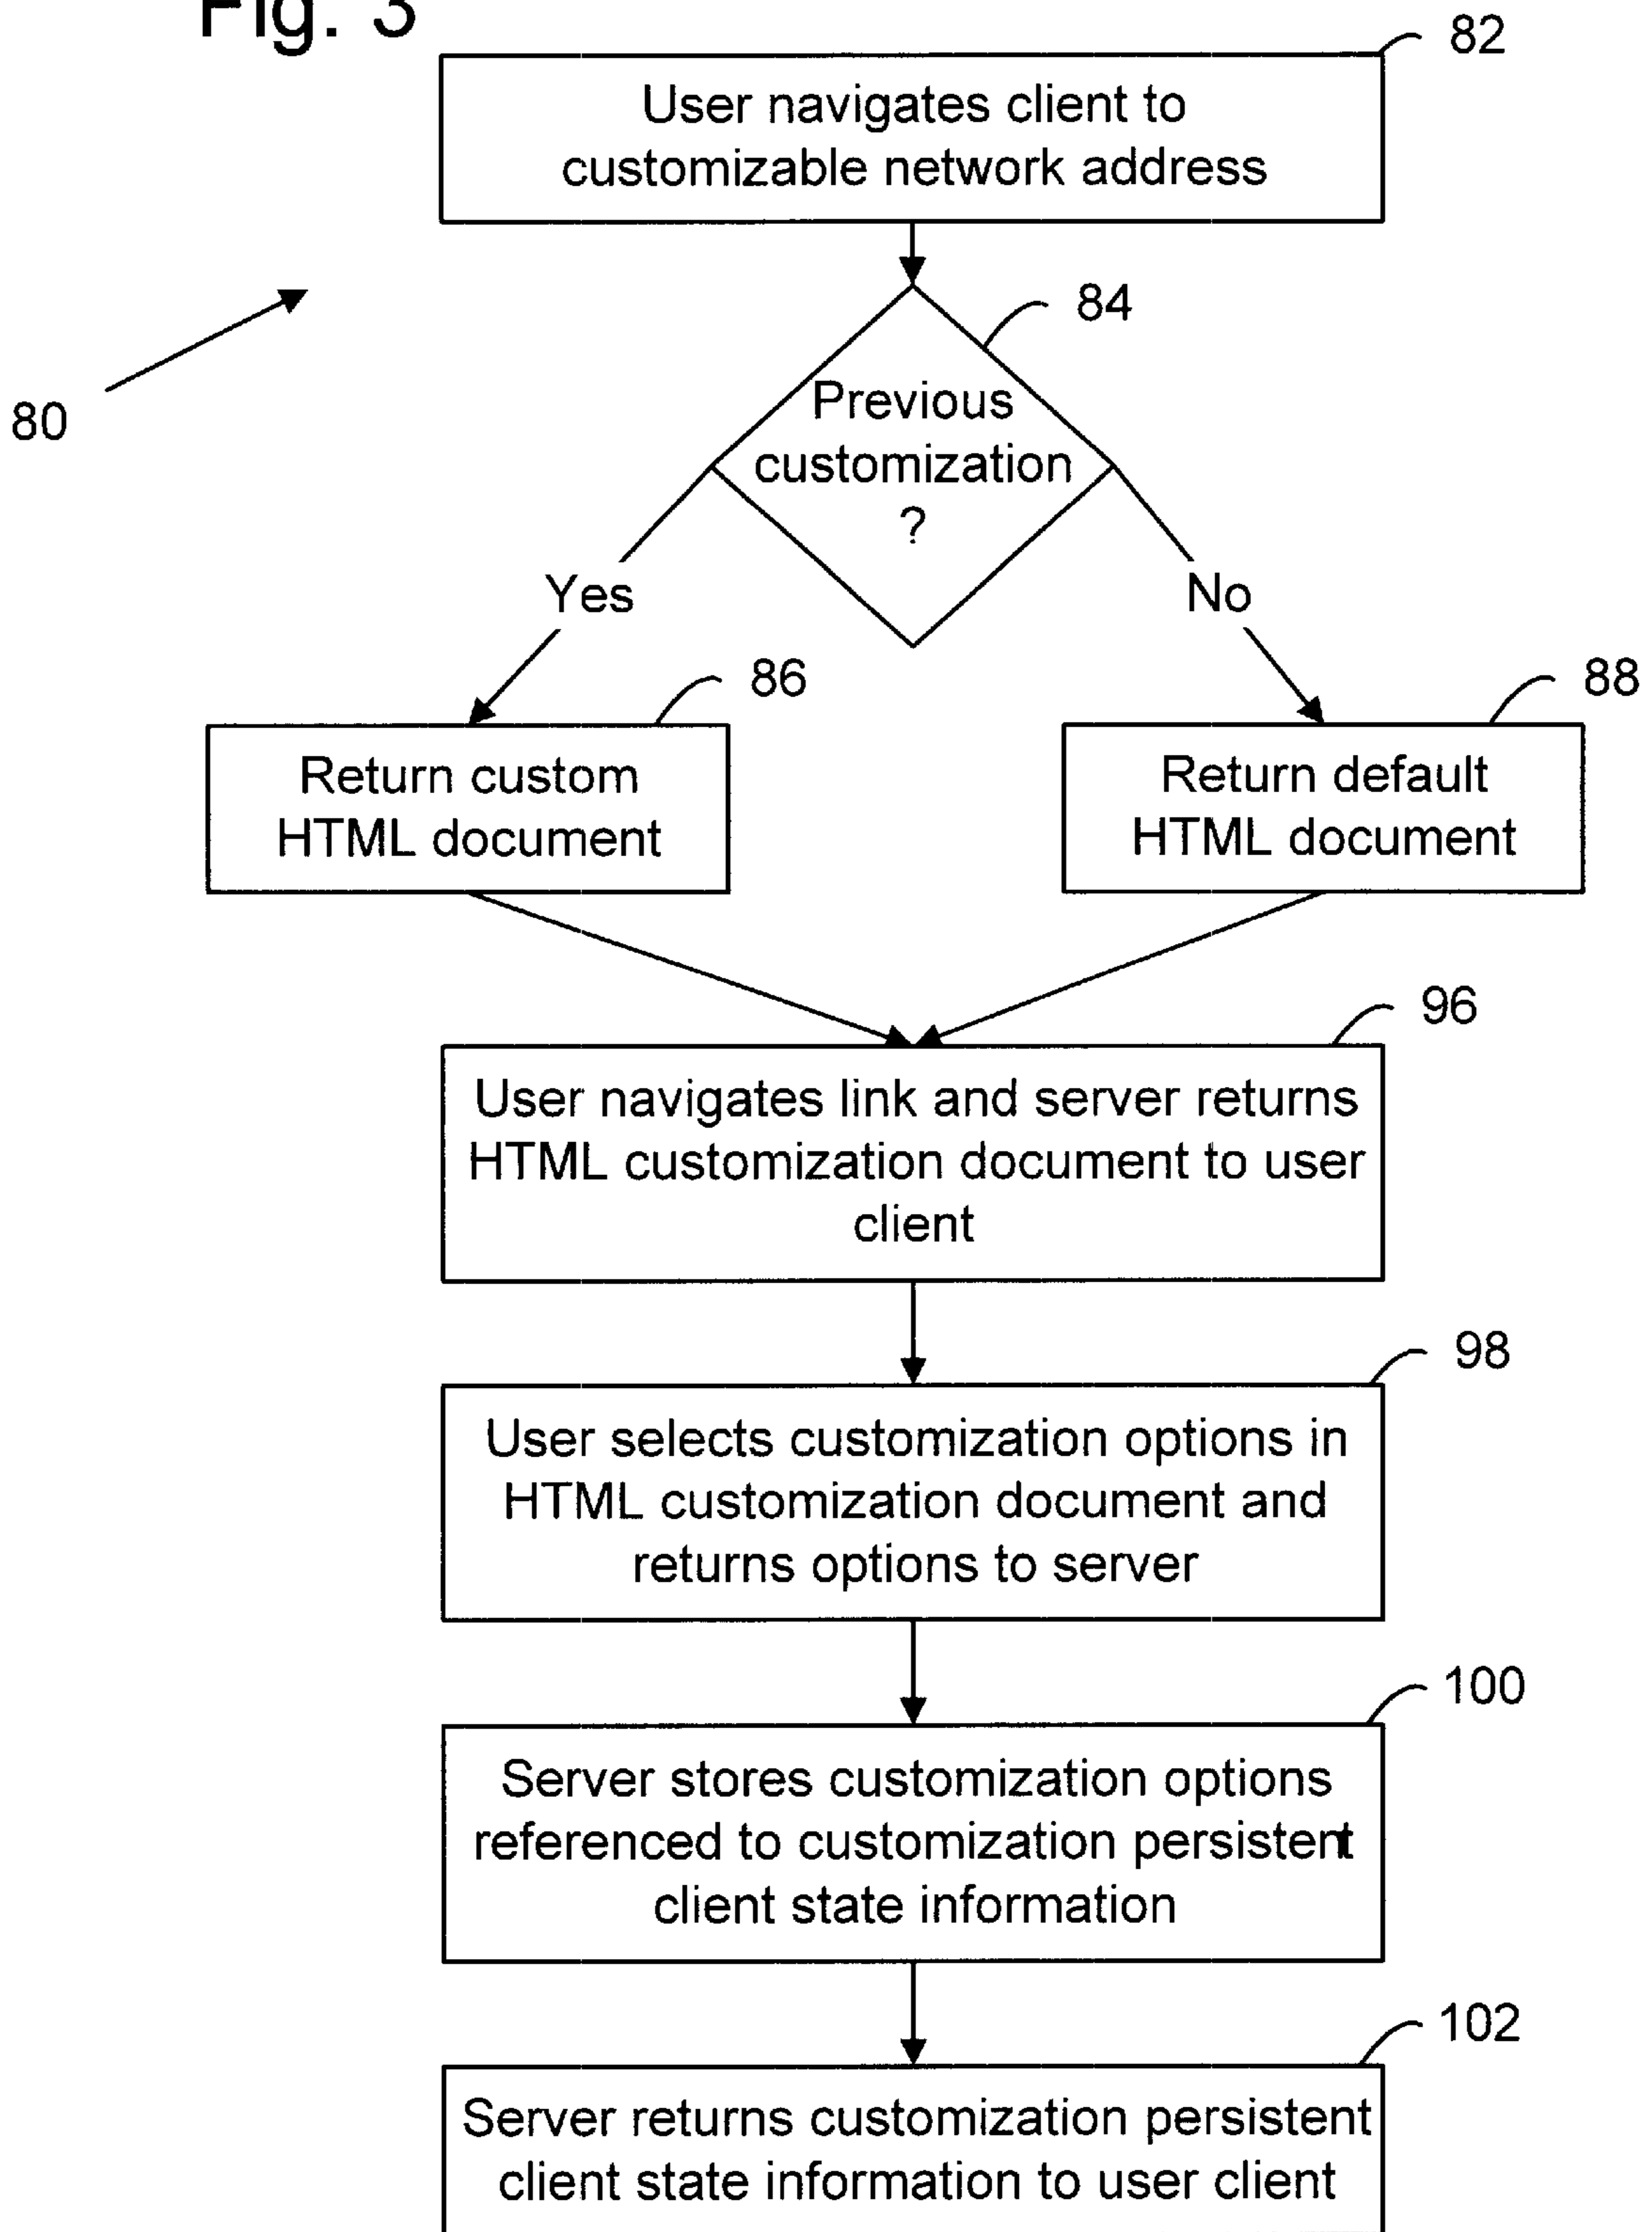 Fig. 3
82
User navigates client to
customizable network address
84
80
Previous
customization
?
Yes
No
86
88
Return custom
HTML document
Return default
HTML document
96
User navigates link and server returns
HTML customization document to user
client
98
User selects customization options in
HTML customization document and
returns options to server
100
Server stores customization options
referenced to customization persistent
client state information
102
Server returns customization persistent
client state information to user client